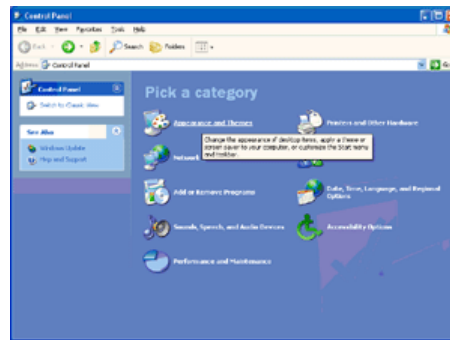 Control Panel
File Edit View Favorites Tools Help
Back Search Folders
Address Control Panel Go
Control Panel
Switch to Classic View
See Also
Windows Update
Help and Support
Pick a category
Appearance and Themes
Printers and Other Hardware
Change the appearance of desktop items, apply a theme or
screen saver to your computer, or customize the Start menu
and taskbar.
Network
Add or Remove Programs
Date, Time, Language, and Regional
Options
Sounds, Speech, and Audio Devices
Accessibility Options
Performance and Maintenance